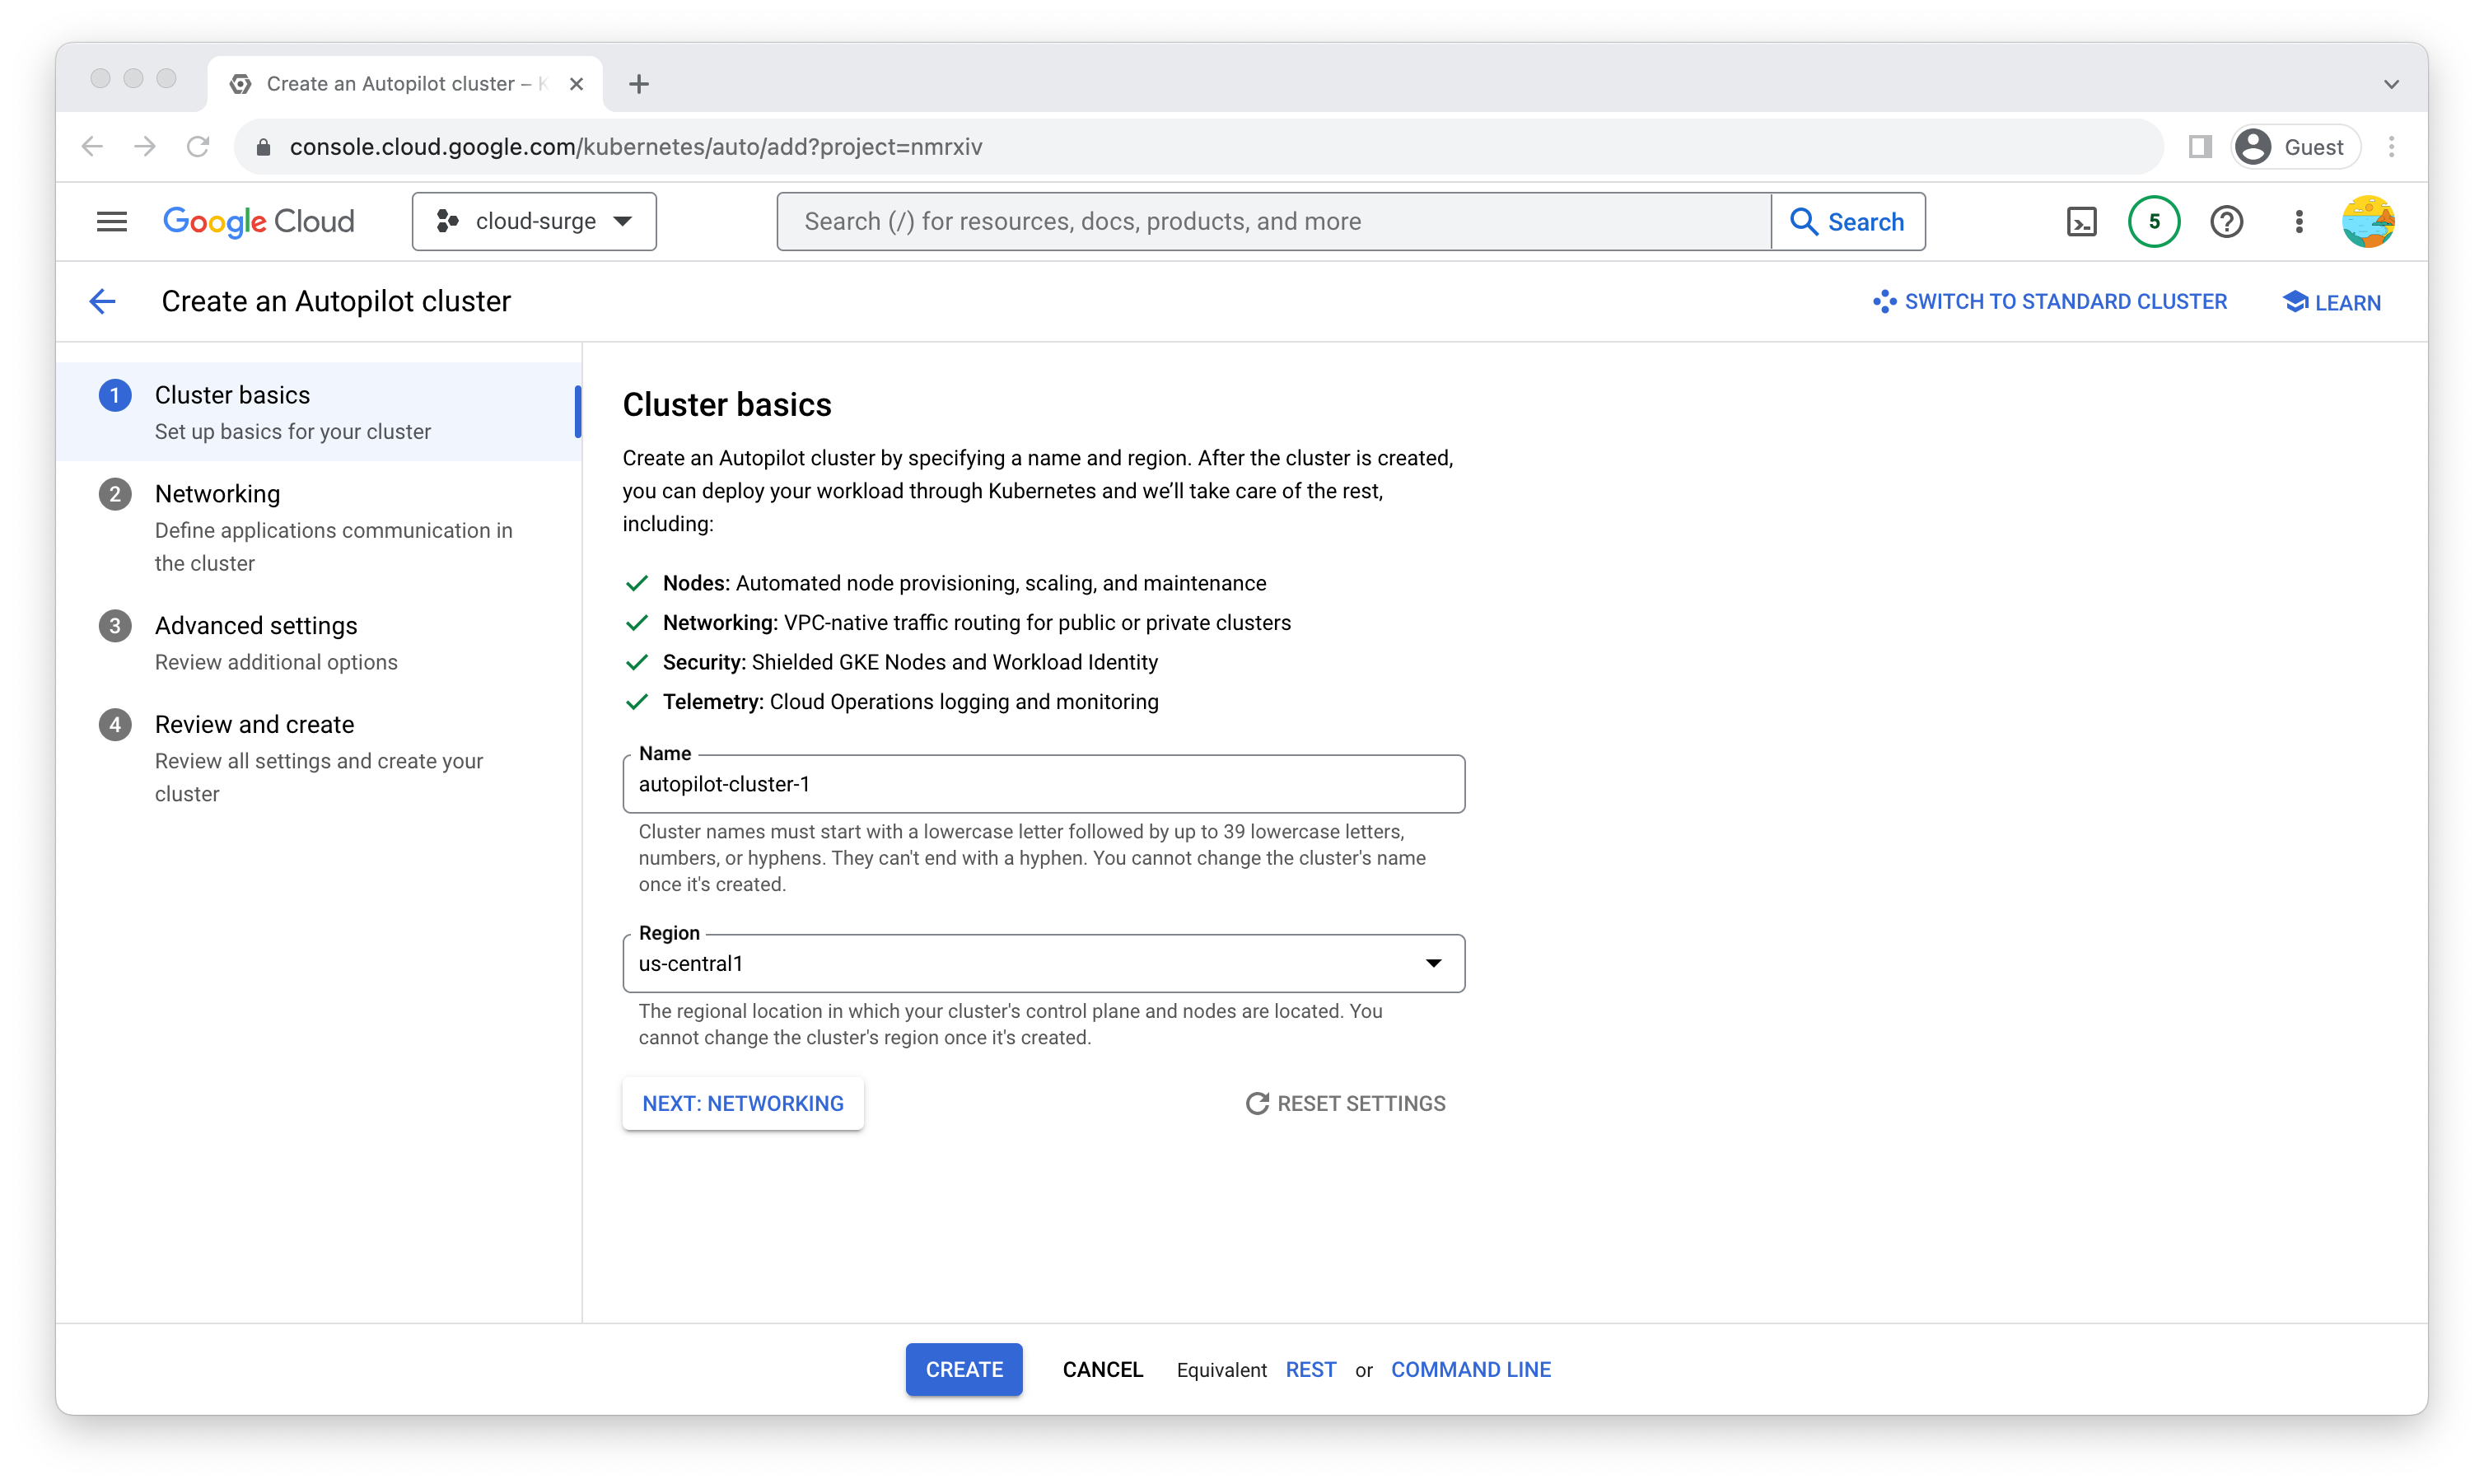 Create an Autopilot cluster –
console.cloud.google.com/kubernetes/auto/add?project=nmrxiv
Guest
Google Cloud
cloud-surge
Search (/) for resources, docs, products, and more
Search
5
Create an Autopilot cluster
SWITCH TO STANDARD CLUSTER
LEARN
1 Cluster basics
Set up basics for your cluster
2 Networking
Define applications communication in
the cluster
3 Advanced settings
Review additional options
4 Review and create
Review all settings and create your
cluster
Cluster basics
Create an Autopilot cluster by specifying a name and region. After the cluster is created,
you can deploy your workload through Kubernetes and we’ll take care of the rest,
including:
Nodes: Automated node provisioning, scaling, and maintenance
Networking: VPC-native traffic routing for public or private clusters
Security: Shielded GKE Nodes and Workload Identity
Telemetry: Cloud Operations logging and monitoring
Name
autopilot-cluster-1
Cluster names must start with a lowercase letter followed by up to 39 lowercase letters,
numbers, or hyphens. They can't end with a hyphen. You cannot change the cluster's name
once it's created.
Region
us-central1
The regional location in which your cluster's control plane and nodes are located. You
cannot change the cluster's region once it's created.
NEXT: NETWORKING
RESET SETTINGS
CREATE
CANCEL
Equivalent REST or COMMAND LINE